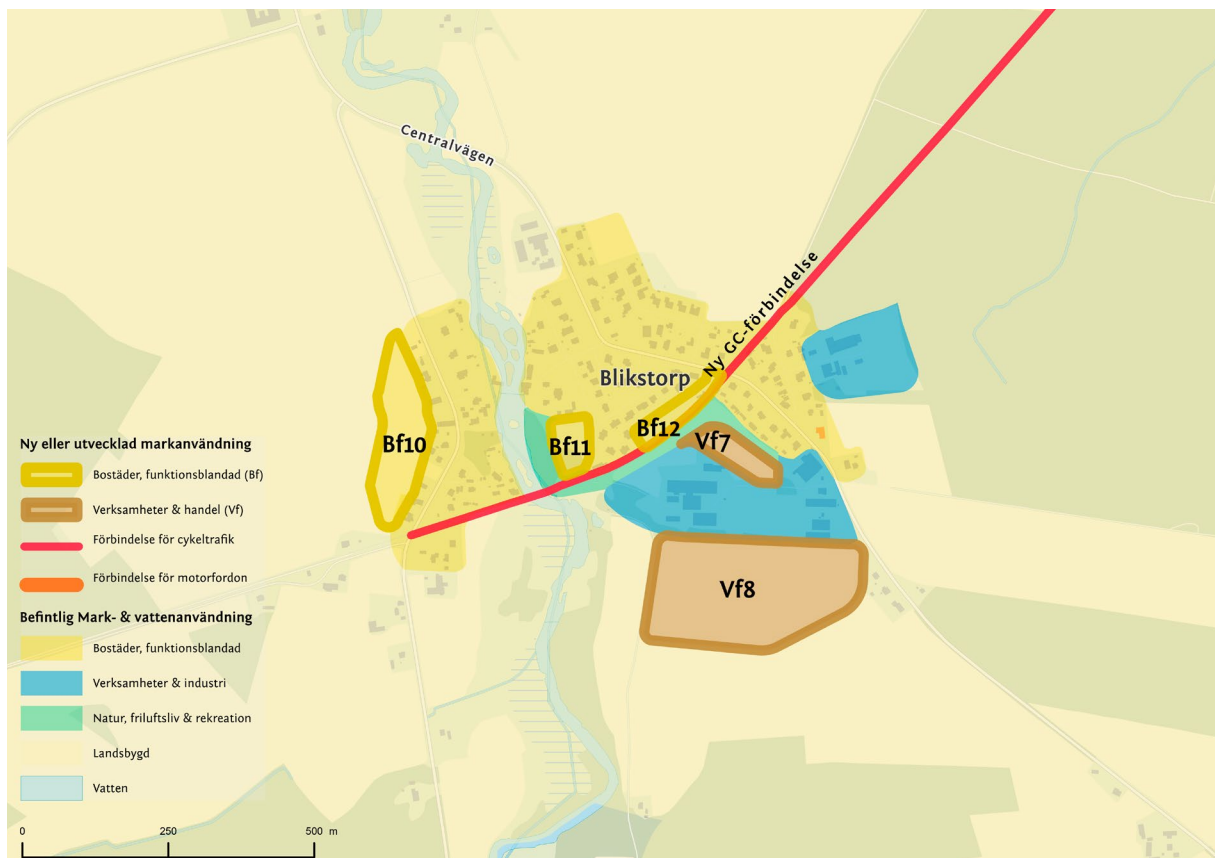 Centralvägen
Ny GC-förbindelse
Blikstorp
Bf10
Bf11
Bf12
Vf7
Vf8
Ny eller utvecklad markanvändning
Bostäder, funktionsblandad (Bf)
Verksamheter & handel (Vf)
Förbindelse för cykeltrafik
Förbindelse för motorfordon
Befintlig Mark- & vattenanvändning
Bostäder, funktionsblandad
Verksamheter & industri
Natur, friluftsliv & rekreation
Landsbygd
Vatten
0 250 500 m